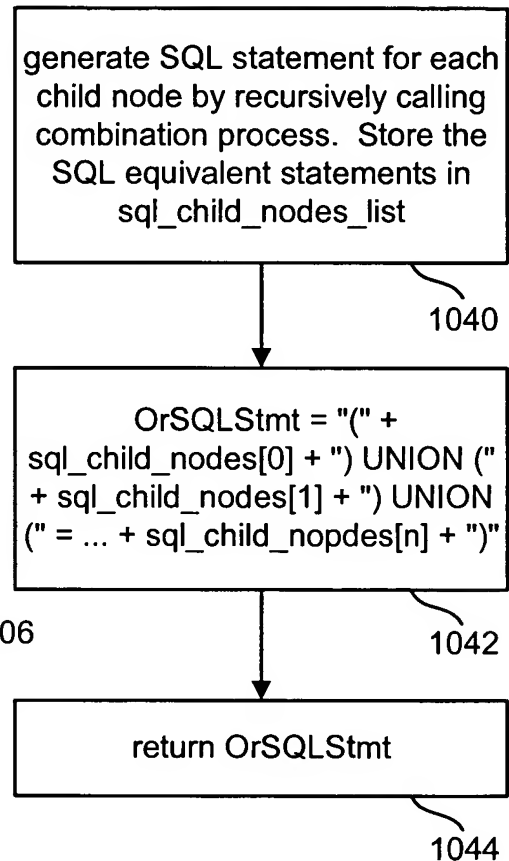 generate SQL statement for each
child node by recursively calling
combination process. Store the
SQL equivalent statements in
sql_child_nodes_list
1040
OrSQLStmt = "(" +
sql_child_nodes[0] + ") UNION ("
+ sql_child_nodes[1] + ") UNION
(" = ... + sql_child_nopdes[n] + ")"
06
1042
return OrSQLStmt
1044